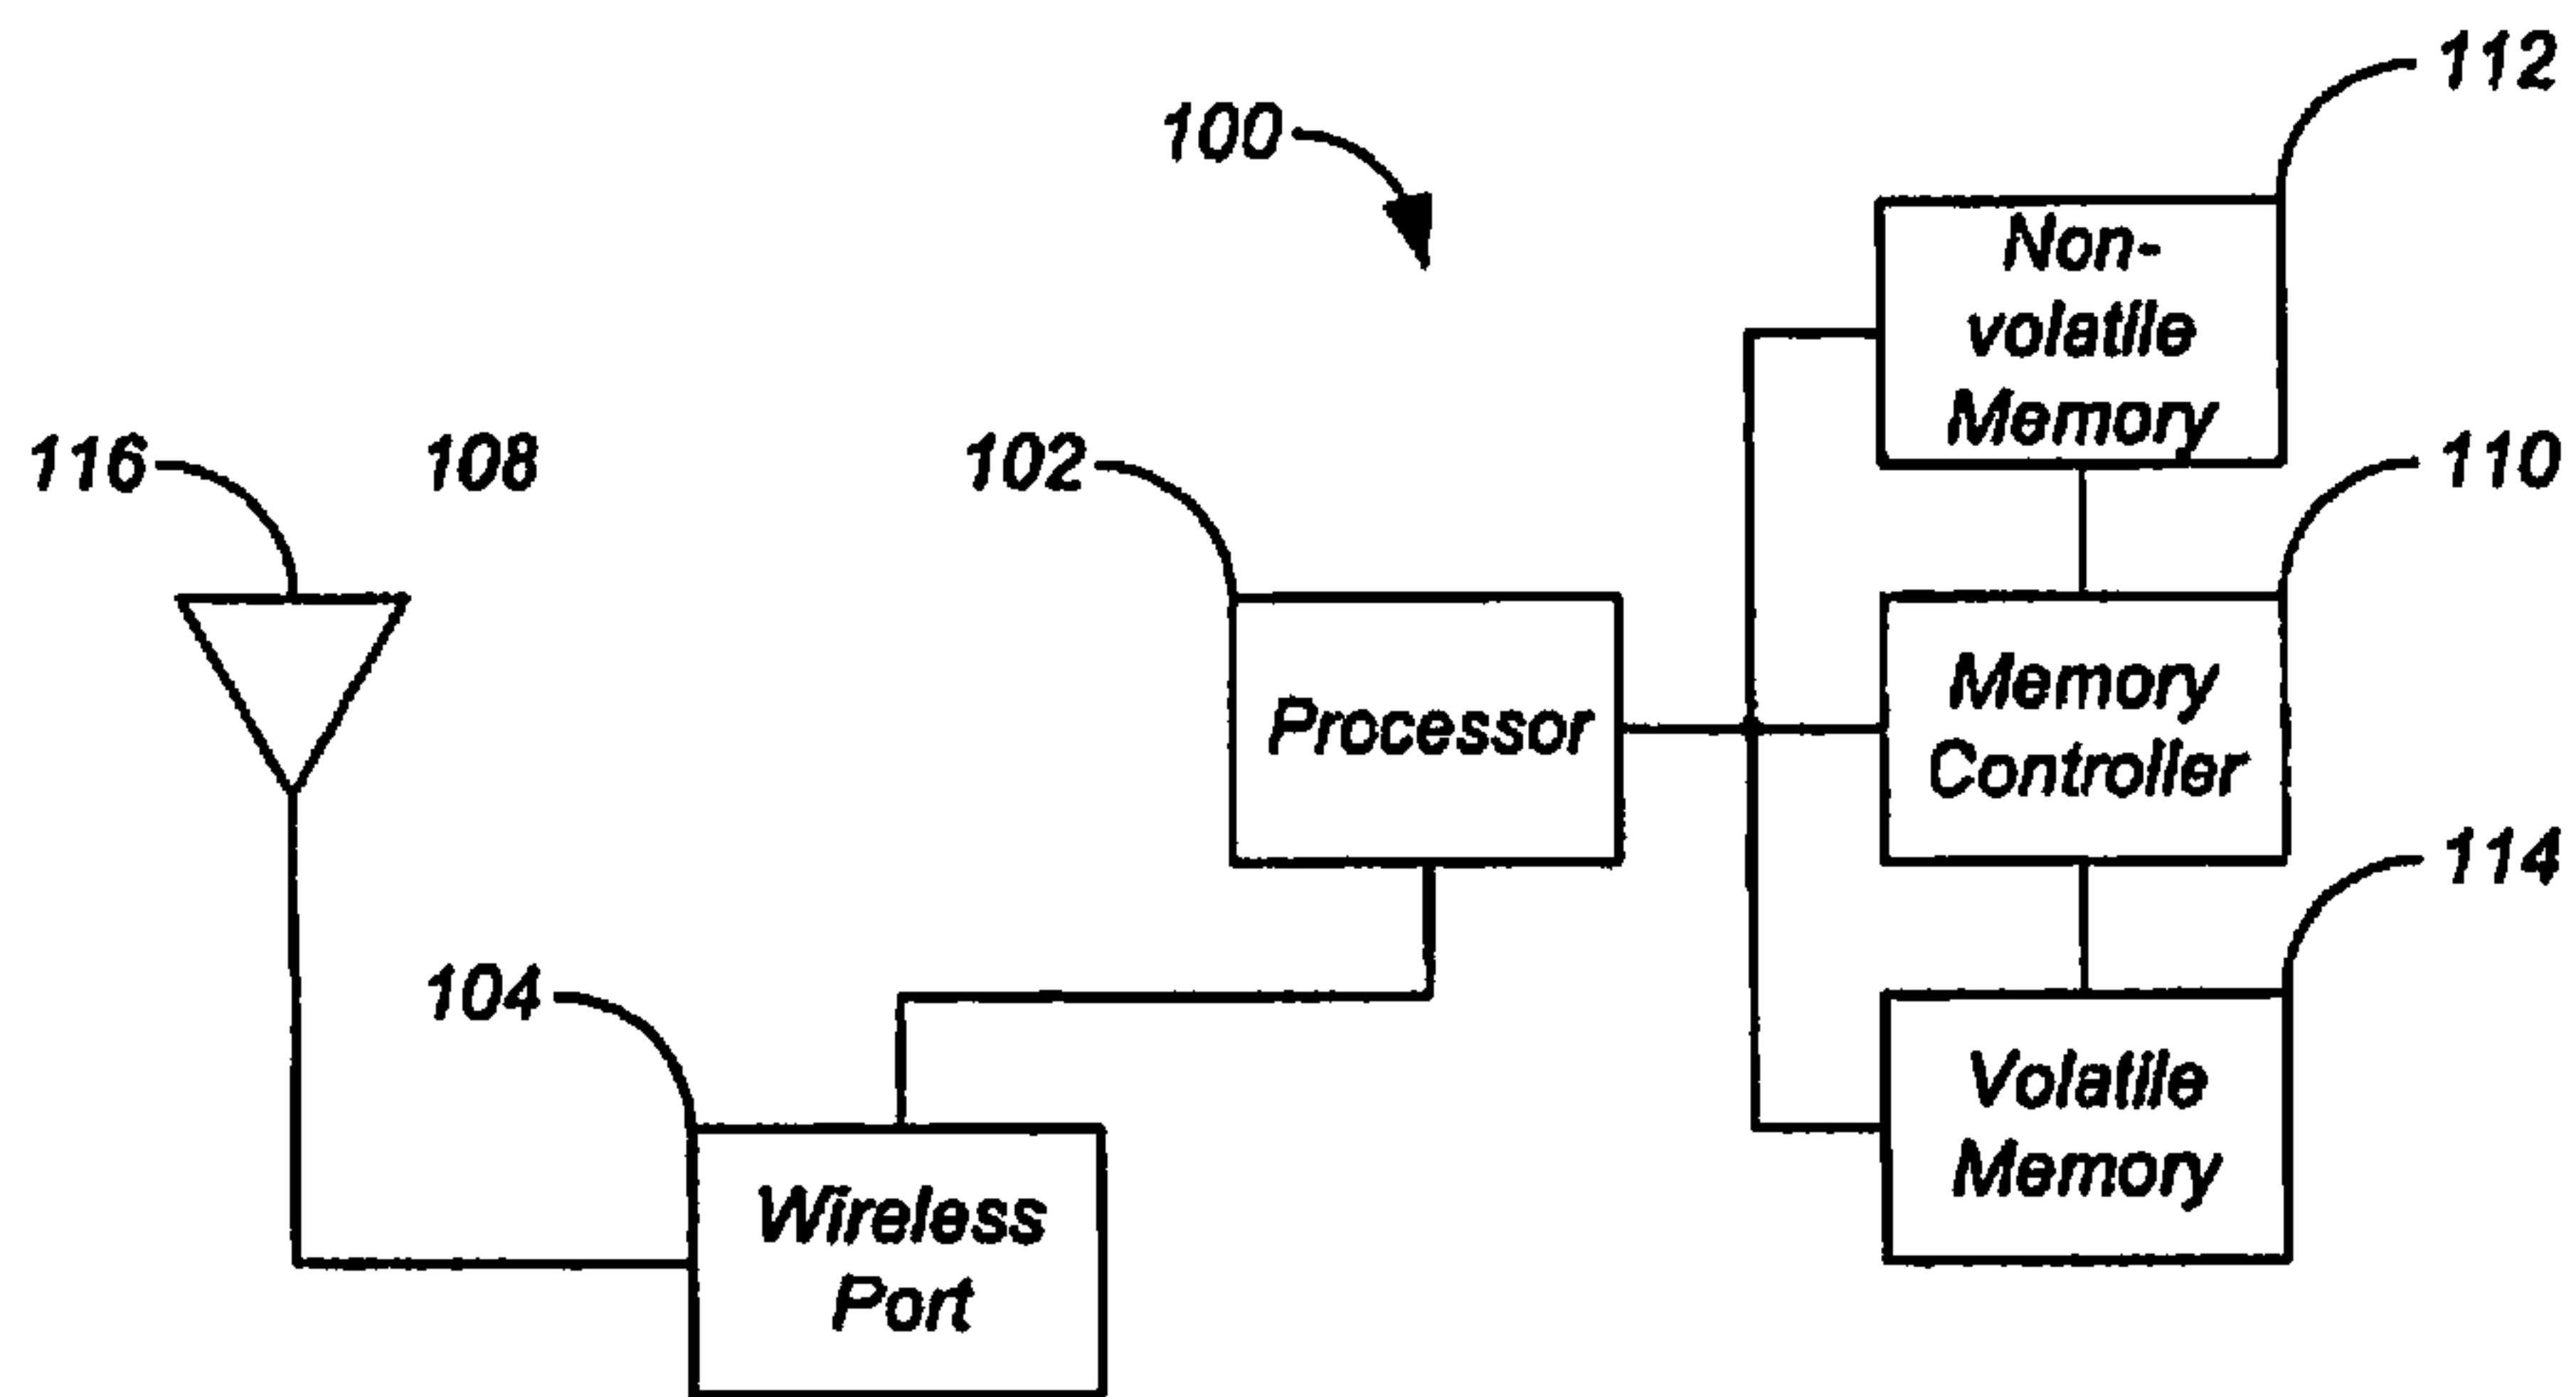 112
100
Non-
volatile
Memory
116
108
102
110
Processor
Memory
Controller
114
104
Volatile
Memory
Wireless
Port